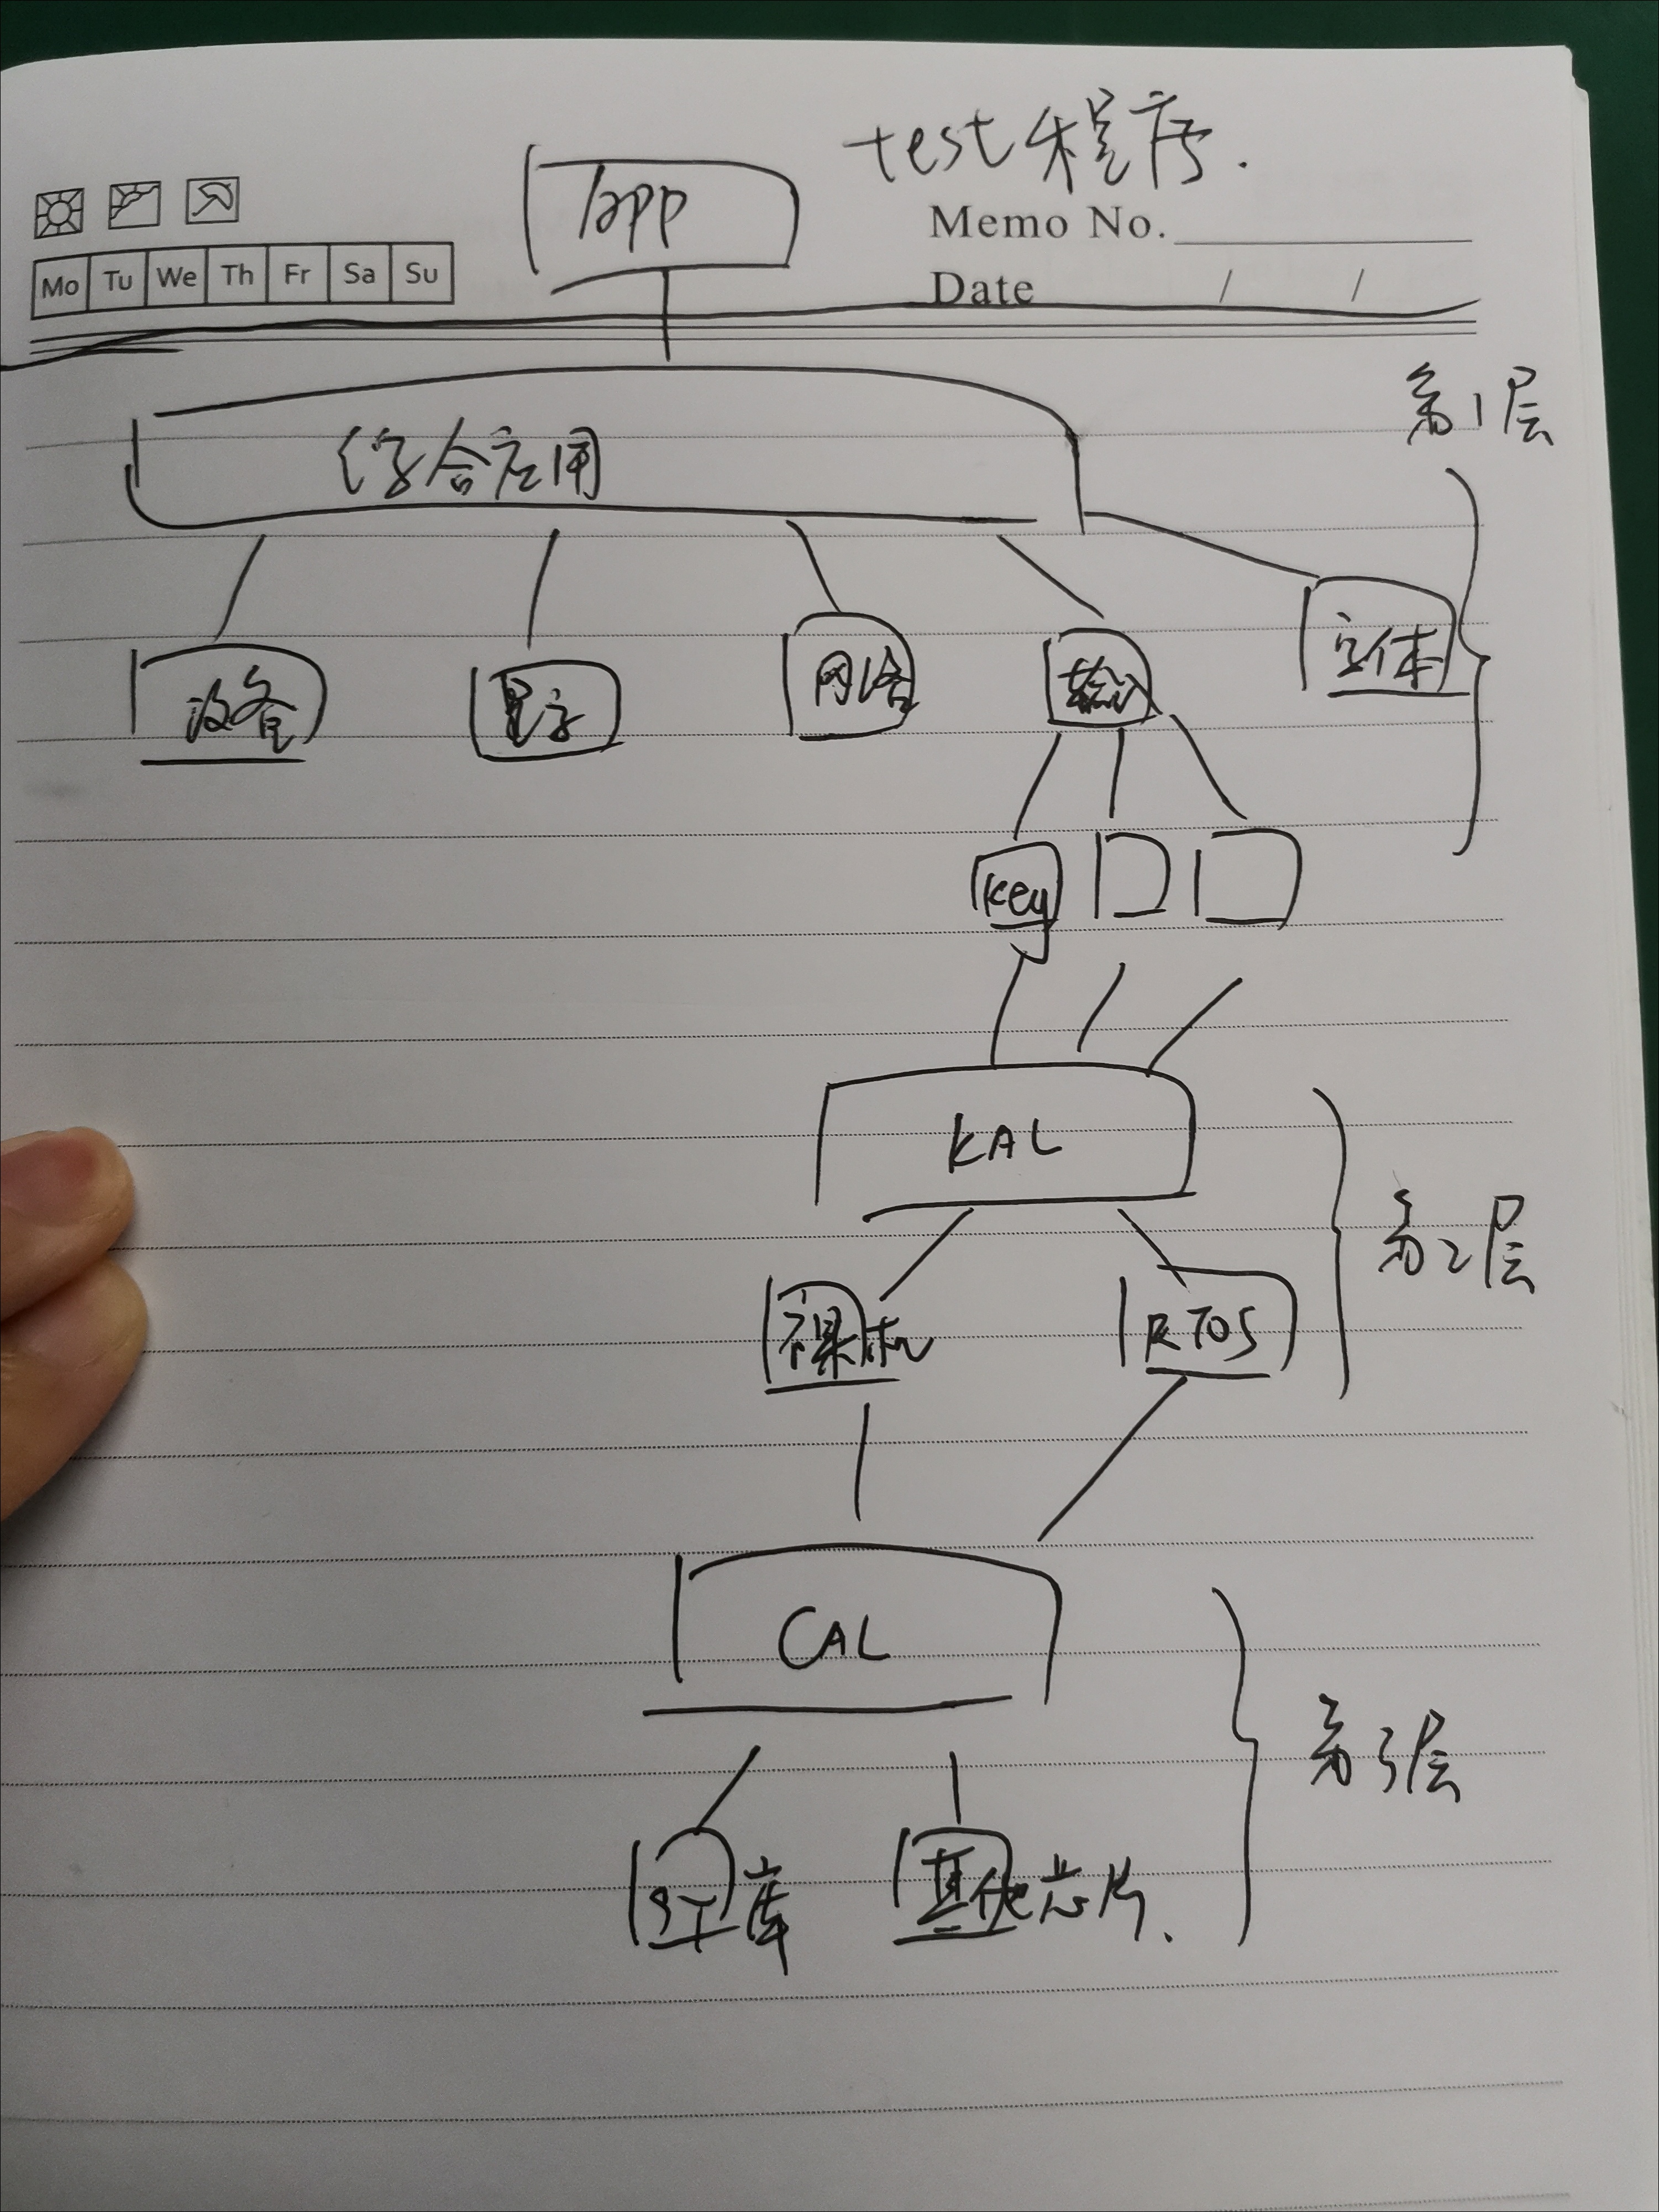 test程序.
app
Memo No.
Mo Tu We Th Fr Sa Su
Date / /
第1层
综合应用
设备 显示 网络 输入 字体
key
KAL
第2层
裸机 RTOS
CAL
第3层
ST库 其他芯片.